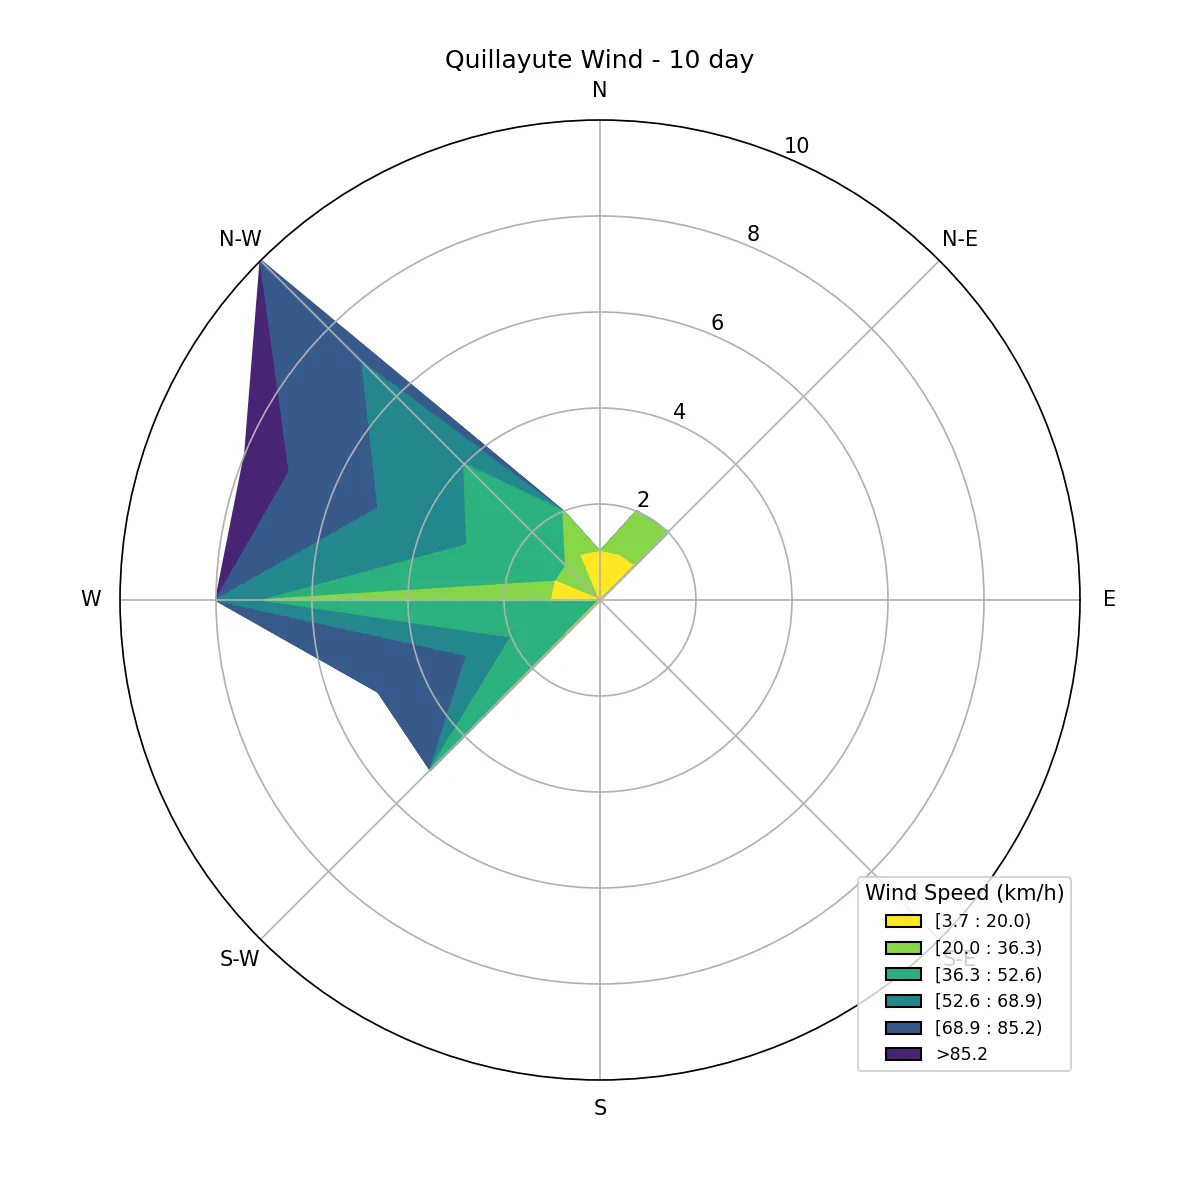 Quillayute Wind - 10 day
N
10
N-W
N-E
8
6
4
2
W
E
S-W
S-E
Wind Speed (km/h)
[3.7 : 20.0)
[20.0 : 36.3)
[36.3 : 52.6)
[52.6 : 68.9)
[68.9 : 85.2)
>85.2
S